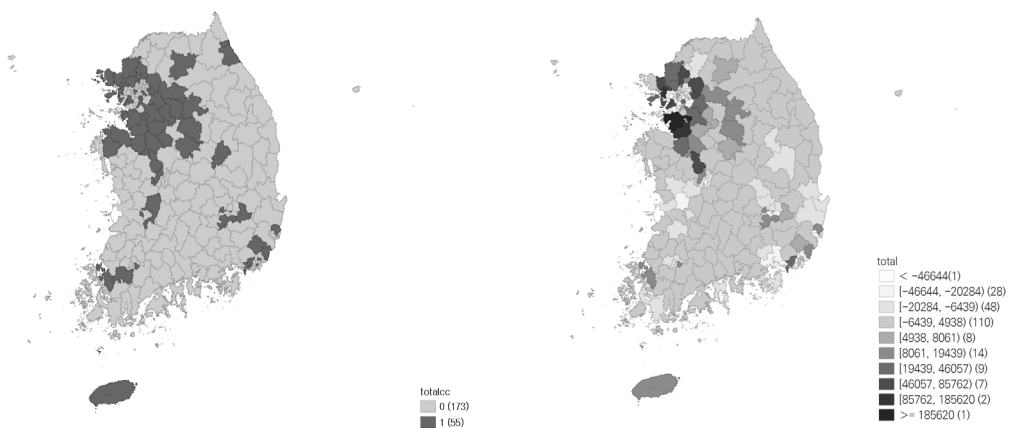 totalcc
0 (173)
1 (55)
total
< -46644(1)
[-46644, -20284) (28)
[-20284, -6439) (48)
[-6439, 4938) (110)
[4938, 8061) (8)
[8061, 19439) (14)
[19439, 46057) (9)
[46057, 85762) (7)
[85762, 185620) (2)
>= 185620 (1)